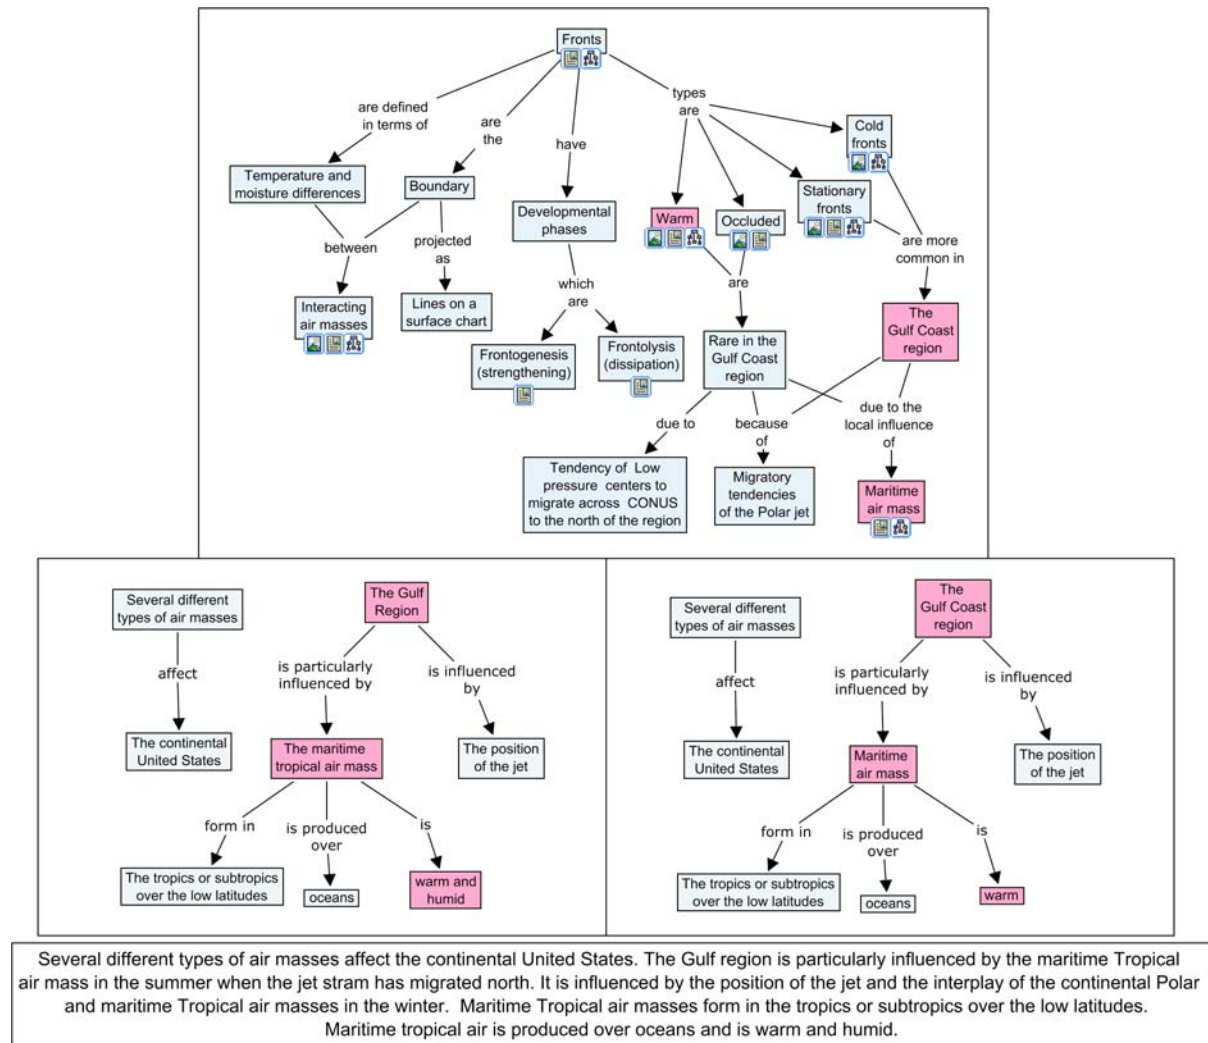 Fronts
are defined
in terms of
are
the
have
types
are
Cold
fronts
Temperature and
moisture differences
Boundary
Developmental
phases
Warm
Occluded
Stationary
fronts
between
projected
as
are more
common in
which
are
are
Interacting
air masses
Lines on a
surface chart
Frontogenesis
(strengthening)
Frontolysis
(dissipation)
Rare in the
Gulf Coast
region
The
Gulf Coast
region
due to
because
of
due to the
local influence
of
Tendency of Low
pressure centers to
migrate across CONUS
to the north of the region
Migratory
tendencies
of the Polar jet
Maritime
air mass
Several different
types of air masses
The Gulf
Region
affect
is particularly
influenced by
is influenced
by
The continental
United States
The maritime
tropical air mass
The position
of the jet
form in
is produced
over
is
The tropics or subtropics
over the low latitudes
oceans
warm and
humid
Several different
types of air masses
The
Gulf Coast
region
affect
is particularly
influenced by
is influenced
by
The continental
United States
Maritime
air mass
The position
of the jet
form in
is produced
over
is
The tropics or subtropics
over the low latitudes
oceans
warm
Several different types of air masses affect the continental United States. The Gulf region is particularly influenced by the maritime Tropical
air mass in the summer when the jet stram has migrated north. It is influenced by the position of the jet and the interplay of the continental Polar
and maritime Tropical air masses in the winter. Maritime Tropical air masses form in the tropics or subtropics over the low latitudes.
Maritime tropical air is produced over oceans and is warm and humid.